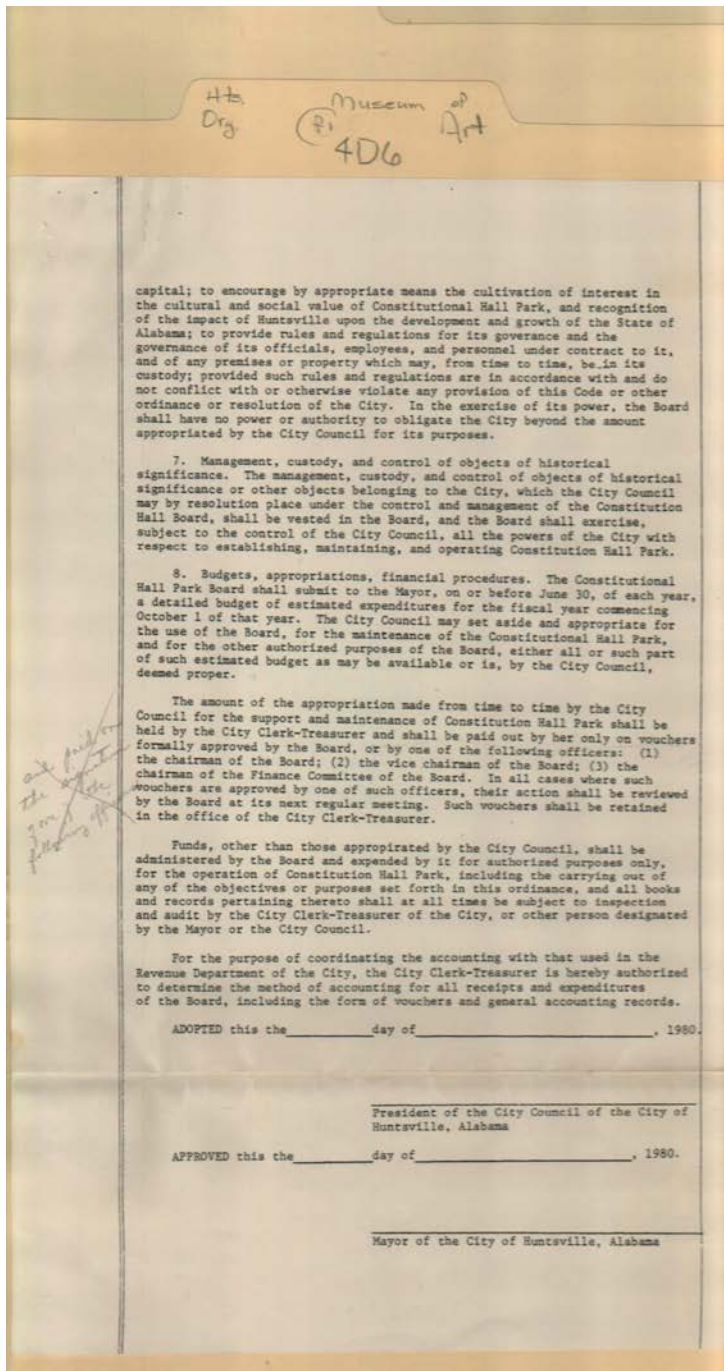 Hts. Museum of
Org. Art
4D6
capital; to encourage by appropriate means the cultivation of interest in
the cultural and social value of Constitutional Hall Park, and recognition
of the impact of Huntsville upon the development and growth of the State of
Alabama; to provide rules and regulations for its goverance and the
governance of its officials, employees, and personnel under contract to it,
and of any premises or property which may, from time to time, be in its
custody; provided such rules and regulations are in accordance with and do
not conflict with or otherwise violate any provision of this Code or other
ordinance or resolution of the City. In the exercise of its power, the Board
shall have no power or authority to obligate the City beyond the amount
appropriated by the City Council for its purposes.
7. Management, custody, and control of objects of historical
significance. The management, custody, and control of objects of historical
significance or other objects belonging to the City, which the City Council
may by resolution place under the control and management of the Constitution
Hall Board, shall be vested in the Board, and the Board shall exercise,
subject to the control of the City Council, all the powers of the City with
respect to establishing, maintaining, and operating Constitution Hall Park.
8. Budgets, appropriations, financial procedures. The Constitutional
Hall Park Board shall submit to the Mayor, on or before June 30, of each year,
a detailed budget of estimated expenditures for the fiscal year commencing
October 1 of that year. The City Council may set aside and appropriate for
the use of the Board, for the maintenance of the Constitutional Hall Park,
and for the other authorized purposes of the Board, either all or such part
of such estimated budget as may be available or is, by the City Council,
deemed proper.
The amount of the appropriation made from time to time by the City
Council for the support and maintenance of Constitution Hall Park shall be
held by the City Clerk-Treasurer and shall be paid out by her only on vouchers
formally approved by the Board, or by one of the following officers: (1)
the chairman of the Board; (2) the vice chairman of the Board; (3) the
chairman of the Finance Committee of the Board. In all cases where such
vouchers are approved by one of such officers, their action shall be reviewed
by the Board at its next regular meeting. Such vouchers shall be retained
in the office of the City Clerk-Treasurer.
paid
the
following
Funds, other than those appropirated by the City Council, shall be
administered by the Board and expended by it for authorized purposes only,
for the operation of Constitution Hall Park, including the carrying out of
any of the objectives or purposes set forth in this ordinance, and all books
and records pertaining thereto shall at all times be subject to inspection
and audit by the City Clerk-Treasurer of the City, or other person designated
by the Mayor or the City Council.
For the purpose of coordinating the accounting with that used in the
Revenue Department of the City, the City Clerk-Treasurer is hereby authorized
to determine the method of accounting for all receipts and expenditures
of the Board, including the form of vouchers and general accounting records.
ADOPTED this the________day of____________________, 1980.
President of the City Council of the City of
Huntsville, Alabama
APPROVED this the________day of____________________, 1980.
Mayor of the City of Huntsville, Alabama